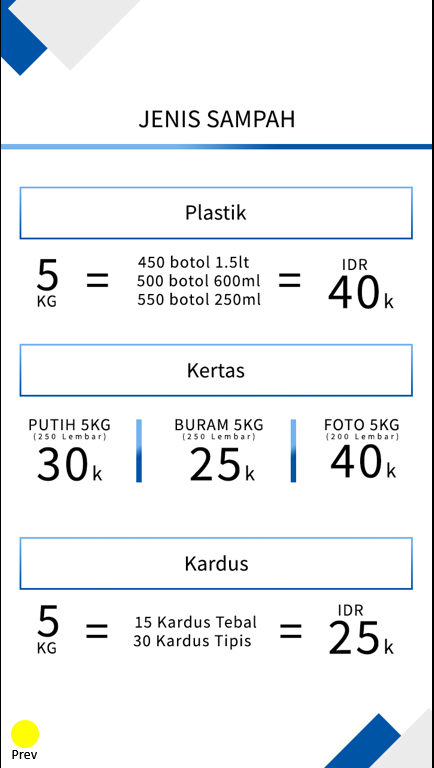 JENIS SAMPAH
Plastik
5 KG = 450 botol 1.5lt
500 botol 600ml
550 botol 250ml = IDR 40k
Kertas
PUTIH 5KG
(250 Lembar)
30k
BURAM 5KG
(250 Lembar)
25k
FOTO 5KG
(200 Lembar)
40k
Kardus
5 KG = 15 Kardus Tebal
30 Kardus Tipis = IDR 25k
Prev